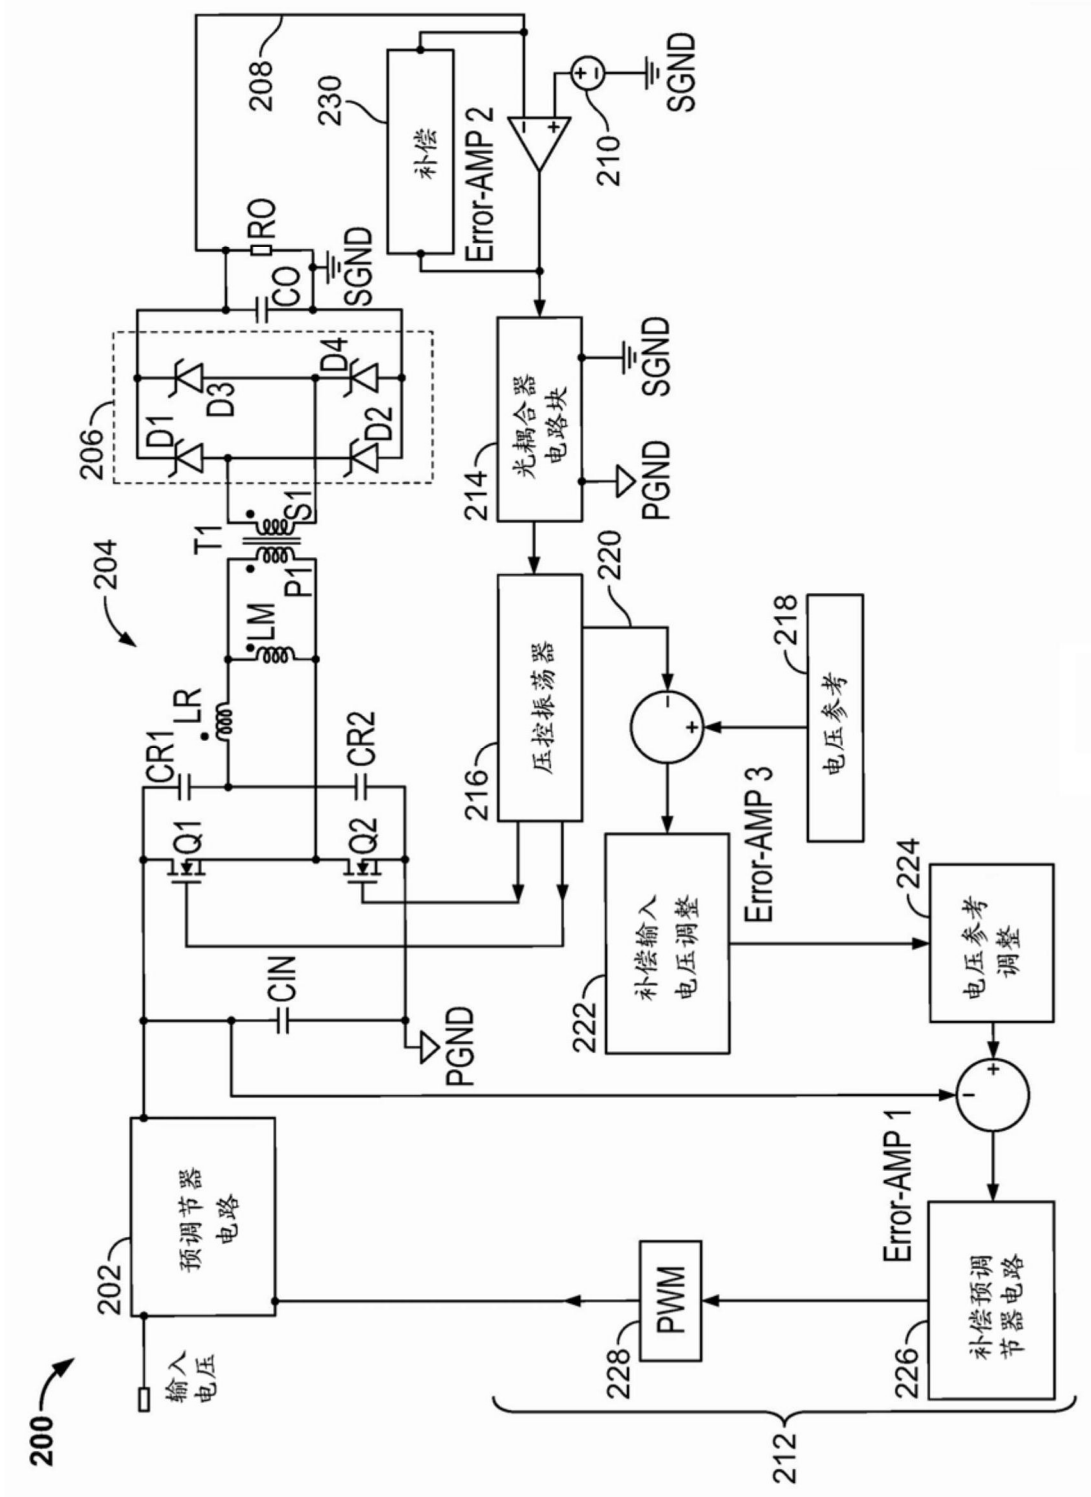 200
输入
电压
202
预调节器
电路
CIN
PGND
Q1
Q2
CR1
CR2
LR
204
LM
P1
T1
S1
206
D1
D3
D2
D4
CO
RO
SGND
208
230
补偿
Error-AMP 2
-
+
+
-
210
SGND
214
光耦合器
电路块
SGND
PGND
216
压控振荡器
220
-
+
Error-AMP 3
218
电压参考
222
补偿输入
电压调整
224
电压参考
调整
+
-
Error-AMP 1
226
补偿预调
节器电路
228
PWM
212